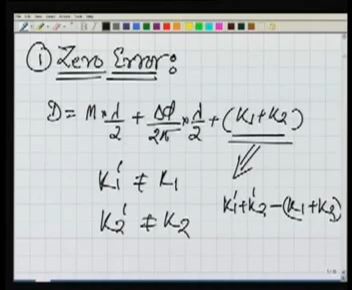 ① Zero Error:
D = M × λ/2 + Δφ/2π × λ/2 + (K₁ + K₂)
K₁' ≠ K₁
K₂' ≠ K₂
K₁' + K₂' − (K₁ + K₂)